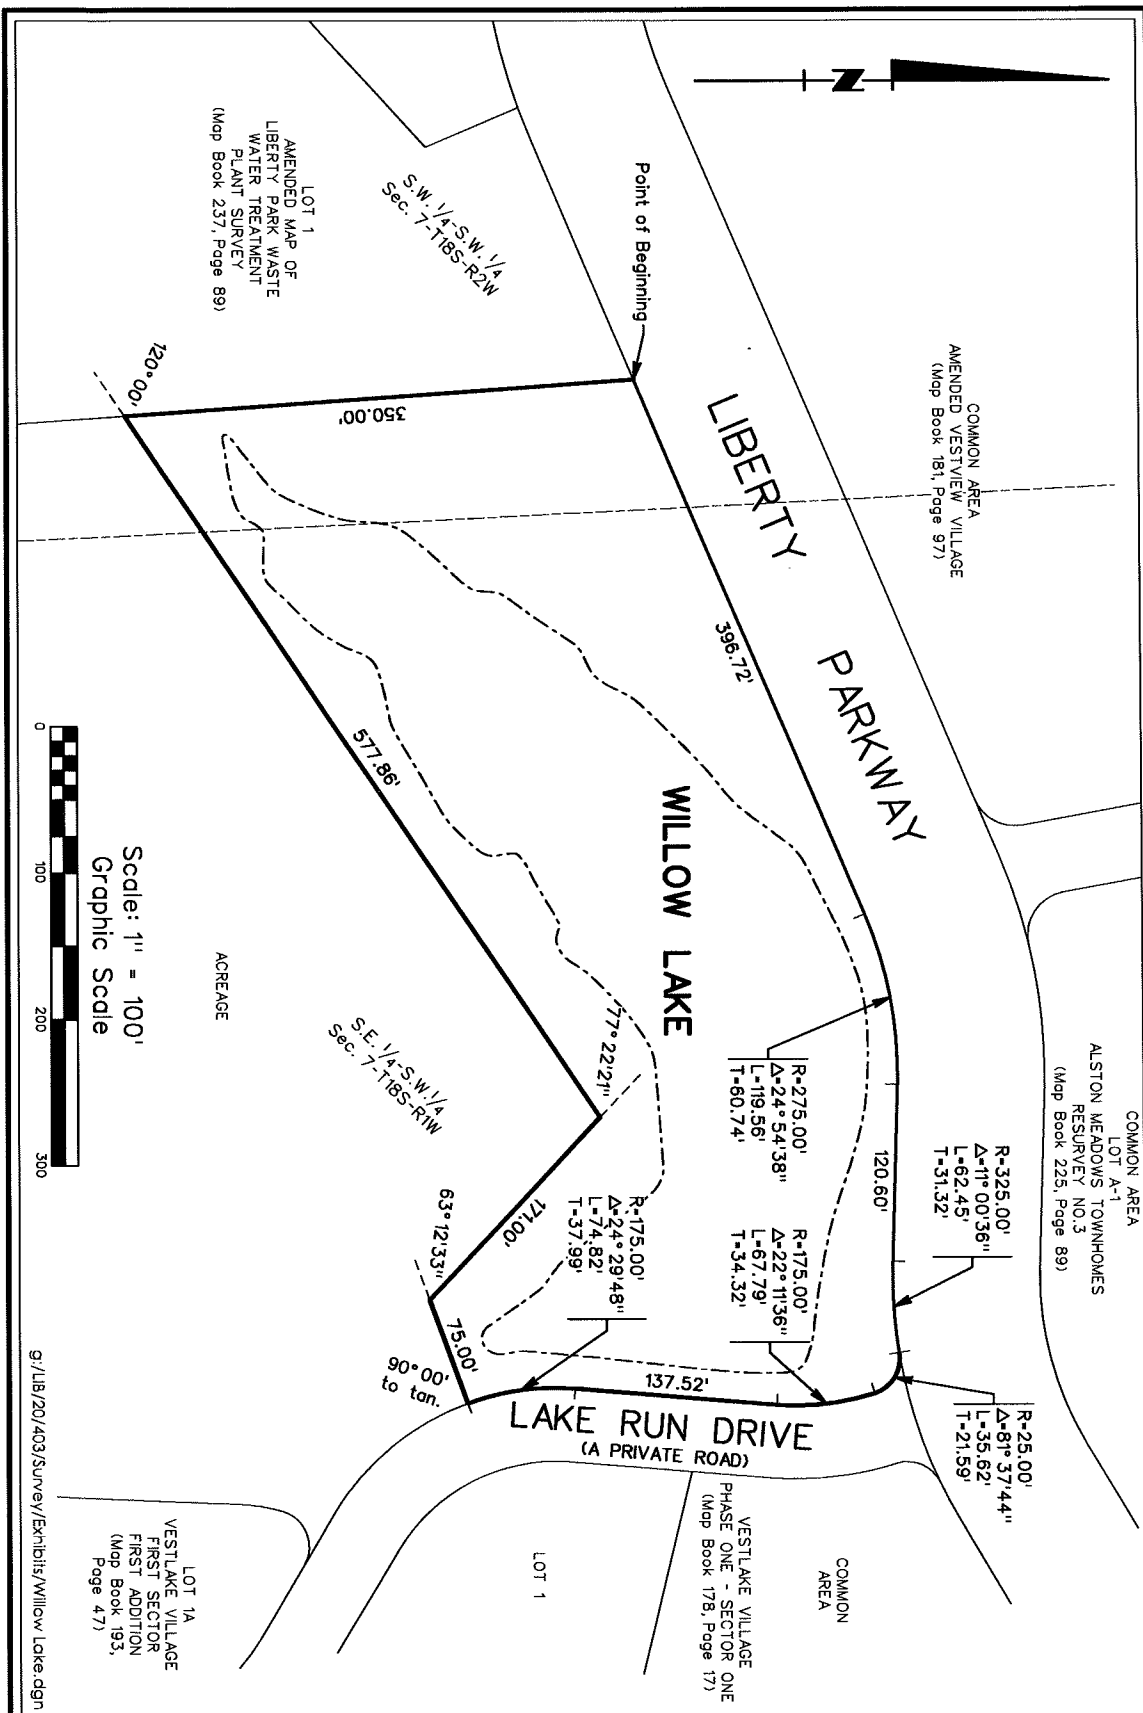 N
COMMON AREA
AMENDED VESTVIEW VILLAGE
(Map Book 181, Page 97)
COMMON AREA
LOT A-1
ALSTON MEADOWS TOWNHOMES
RESURVEY NO.3
(Map Book 225, Page 89)
LIBERTY PARKWAY
Point of Beginning
S.W. 1/4-S.W. 1/4
Sec. 7-T18S-R2W
LOT 1
AMENDED MAP OF
LIBERTY PARK WASTE
WATER TREATMENT
PLANT SURVEY
(Map Book 237, Page 89)
350.00'
120°00'
396.72'
577.86'
WILLOW LAKE
R=275.00'
Δ=24°54'38"
L=119.56'
T=60.74'
120.60'
R=325.00'
Δ=11°00'36"
L=62.45'
T=31.32'
R=25.00'
Δ=81°37'44"
L=35.62'
T=21.59'
R=175.00'
Δ=22°11'36"
L=67.79'
T=34.32'
R=175.00'
Δ=24°29'48"
L=74.82'
T=37.99'
137.52'
77°22'21"
171.00'
63°12'33"
75.00'
90°00'
to tan.
LAKE RUN DRIVE
(A PRIVATE ROAD)
COMMON
AREA
VESTLAKE VILLAGE
PHASE ONE - SECTOR ONE
(Map Book 178, Page 17)
LOT 1
LOT 1A
VESTLAKE VILLAGE
FIRST SECTOR
FIRST ADDITION
(Map Book 193,
Page 47)
S.E. 1/4-S.W. 1/4
Sec. 7-T18S-R1W
ACREAGE
Scale: 1" = 100'
Graphic Scale
0 100 200 300
g:/LIB/20/403/Survey/Exhibits/Willow Lake.dgn